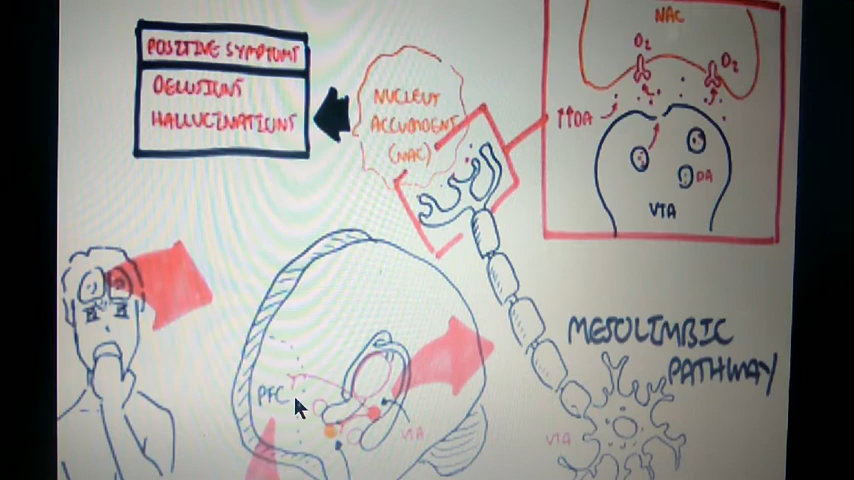 POSITIVE SYMPTOMS
DELUSIONS
HALLUCINATIONS
NUCLEUS
ACCUMBENS
(NAC)
NAC
D2
D2
↑↑DA
DA
VTA
MESOLIMBIC
PATHWAY
PFC
VTA
VTA